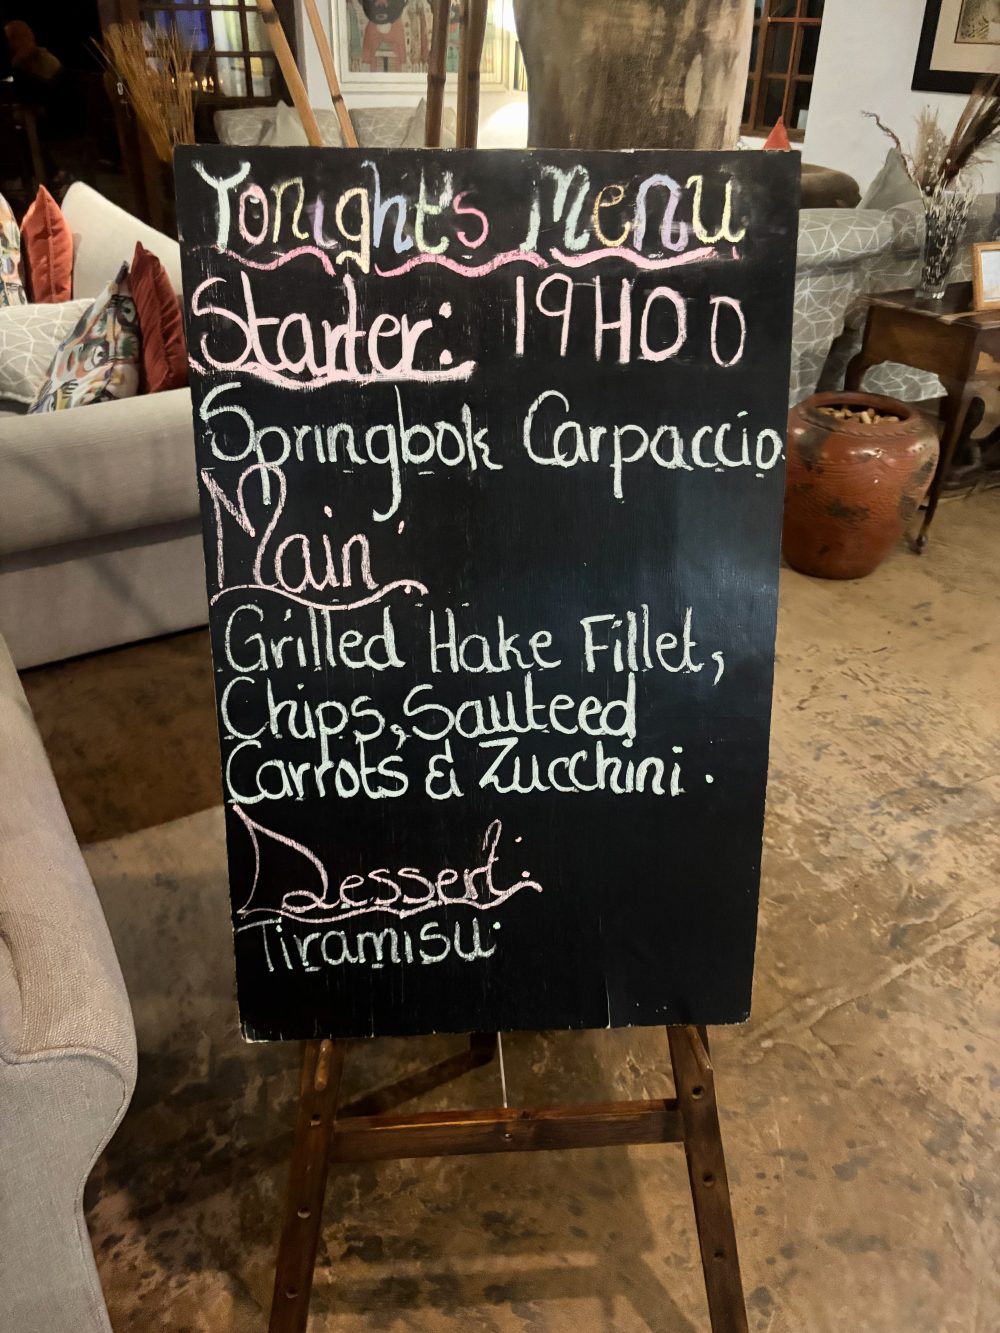 Tonight's Menu
Starter: 19H00
Springbok Carpaccio
Main:
Grilled Hake Fillet,
Chips, Sauteed
Carrots & Zucchini.
Dessert:
Tiramisu.